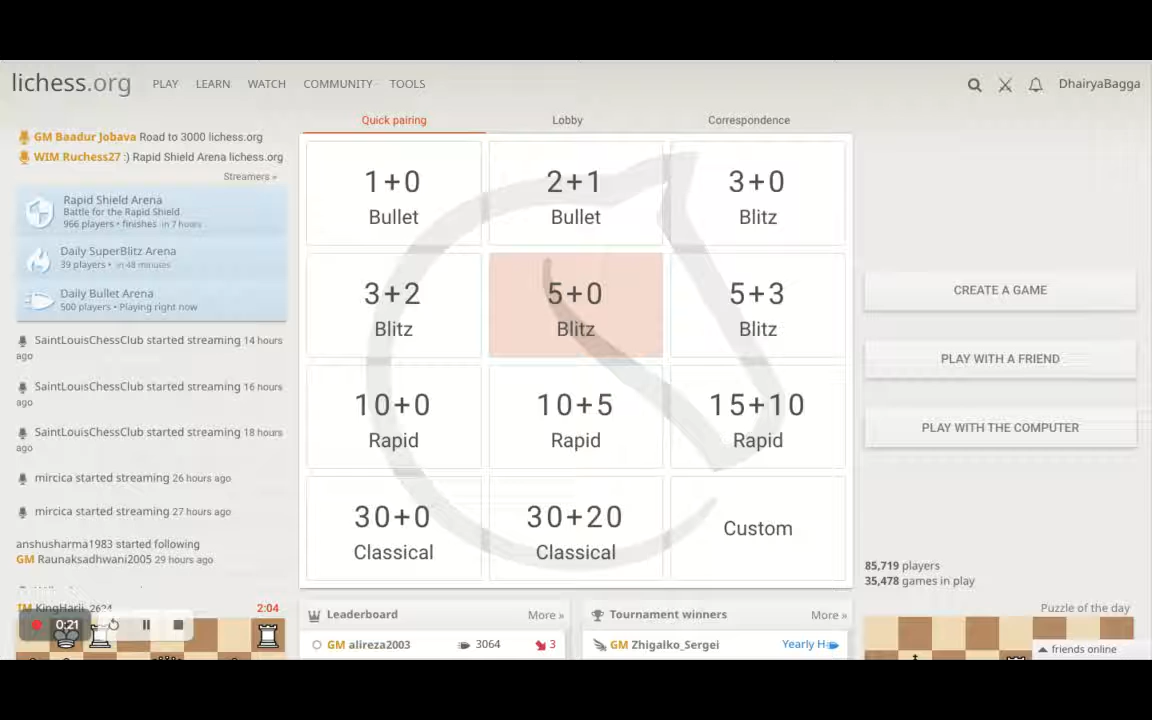 lichess.org PLAY LEARN WATCH COMMUNITY TOOLS DhairyaBagga
GM Baadur Jobava Road to 3000 lichess.org
WIM Ruchess27 :) Rapid Shield Arena lichess.org
Streamers »
Rapid Shield Arena
Battle for the Rapid Shield
966 players • finishes in 7 hours
Daily SuperBlitz Arena
39 players • in 48 minutes
Daily Bullet Arena
500 players • Playing right now
SaintLouisChessClub started streaming 14 hours
ago
SaintLouisChessClub started streaming 16 hours
ago
SaintLouisChessClub started streaming 18 hours
ago
mircica started streaming 26 hours ago
mircica started streaming 27 hours ago
anshusharma1983 started following
GM Raunaksadhwani2005 29 hours ago
2:04
0:21
Quick pairing Lobby Correspondence
1+0 2+1 3+0
Bullet Bullet Blitz
3+2 5+0 5+3
Blitz Blitz Blitz
10+0 10+5 15+10
Rapid Rapid Rapid
30+0 30+20 Custom
Classical Classical
Leaderboard More »
GM alireza2003 3064 3
Tournament winners More »
GM Zhigalko_Sergei Yearly H
CREATE A GAME
PLAY WITH A FRIEND
PLAY WITH THE COMPUTER
85,719 players
35,478 games in play
Puzzle of the day
friends online